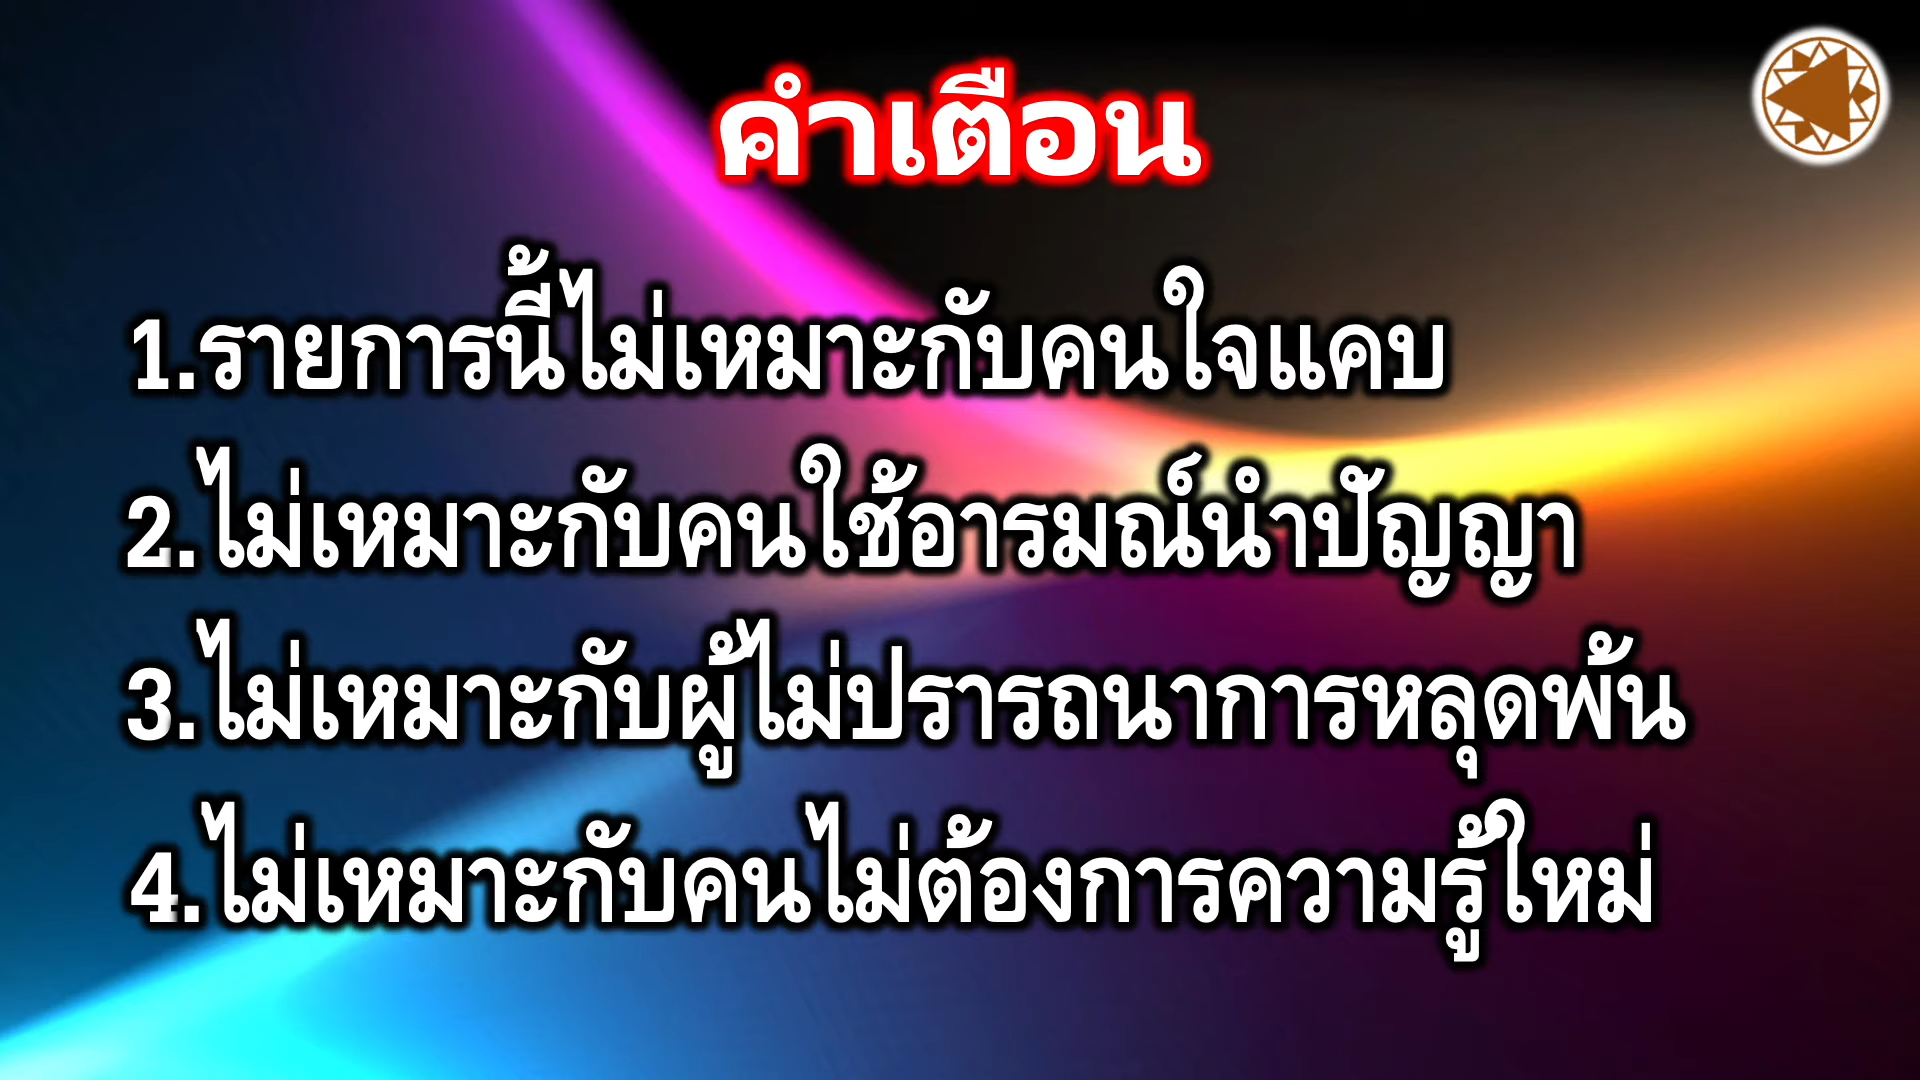 คำเตือน
1.รายการนี้ไม่เหมาะกับคนใจแคบ
2.ไม่เหมาะกับคนใช้อารมณ์นำปัญญา
3.ไม่เหมาะกับผู้ไม่ปรารถนาการหลุดพ้น
4.ไม่เหมาะกับคนไม่ต้องการความรู้ใหม่